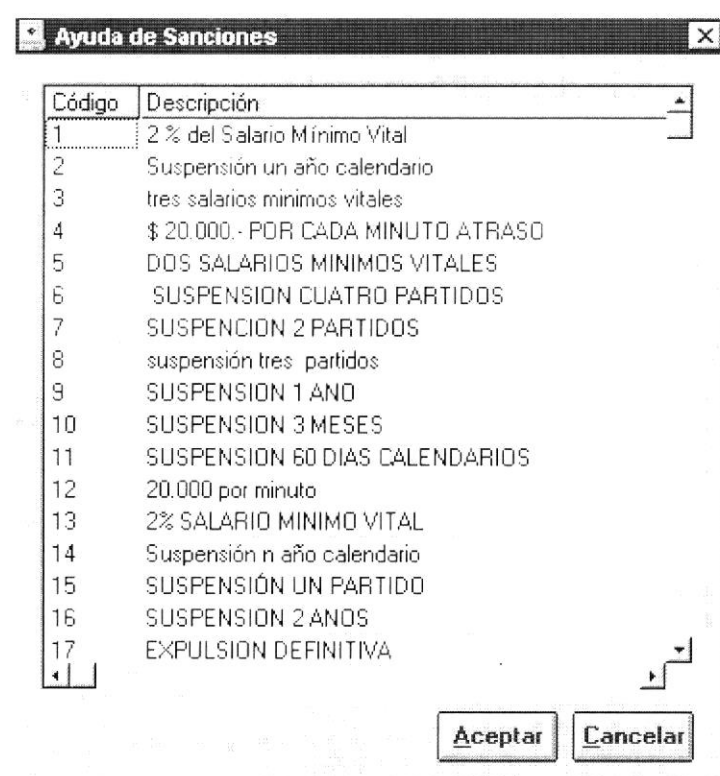 Ayuda de Sanciones
Código Descripción
1 2 % del Salario Mínimo Vital
2 Suspensión un año calendario
3 tres salarios minimos vitales
4 $ 20.000.- POR CADA MINUTO ATRASO
5 DOS SALARIOS MINIMOS VITALES
6 SUSPENSION CUATRO PARTIDOS
7 SUSPENCION 2 PARTIDOS
8 suspensión tres partidos
9 SUSPENSION 1 ANO
10 SUSPENSION 3 MESES
11 SUSPENSION 60 DIAS CALENDARIOS
12 20.000 por minuto
13 2% SALARIO MINIMO VITAL
14 Suspensión n año calendario
15 SUSPENSIÓN UN PARTIDO
16 SUSPENSION 2 ANOS
17 EXPULSION DEFINITIVA
Aceptar Cancelar